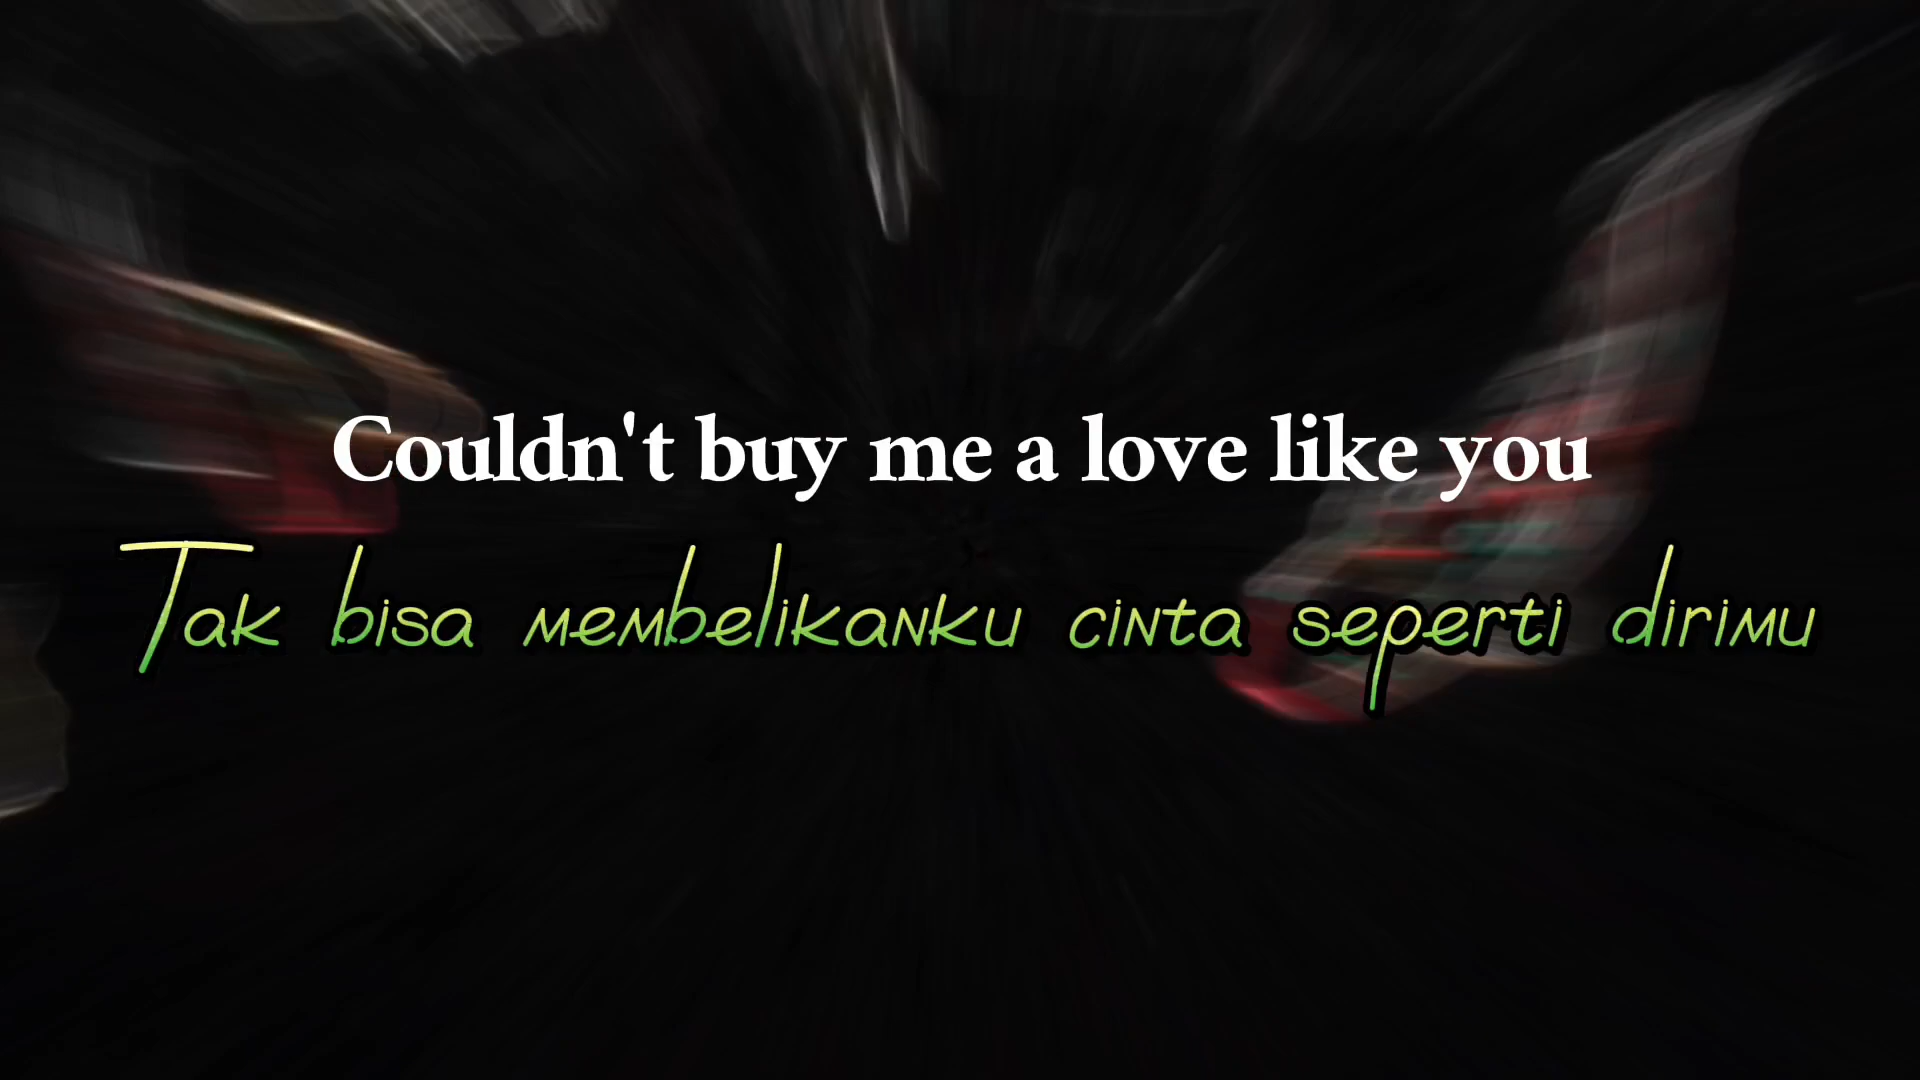 Couldn't buy me a love like you
Tak bisa membelikanku cinta seperti dirimu